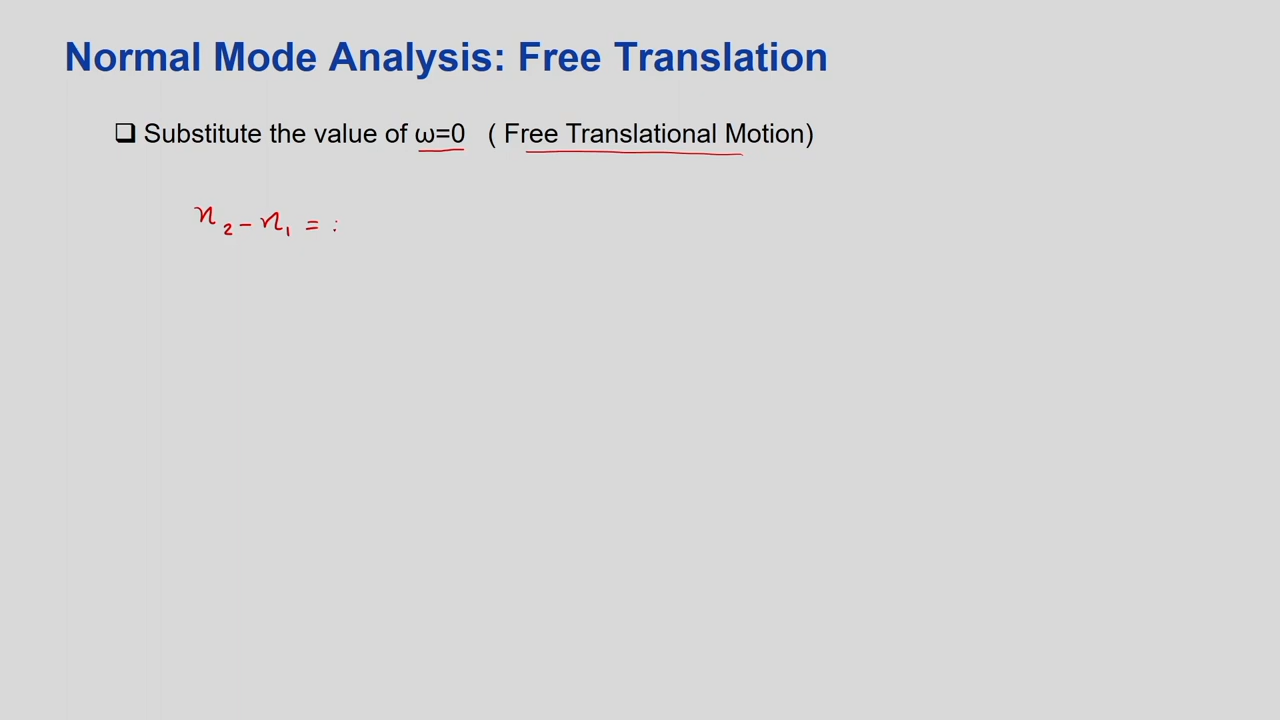 Normal Mode Analysis: Free Translation
❑ Substitute the value of ω=0 ( Free Translational Motion)
x₂ - x₁ =